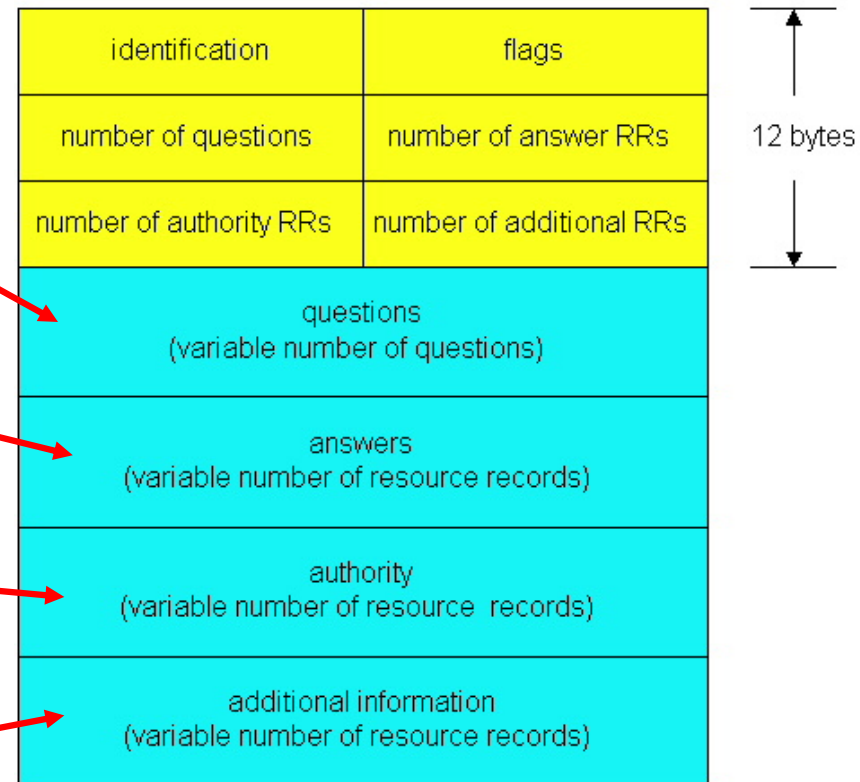 identification
flags
number of questions
number of answer RRs
12 bytes
number of authority RRs
number of additional RRs
questions
(variable number of questions)
answers
(variable number of resource records)
authority
(variable number of resource records)
additional information
(variable number of resource records)